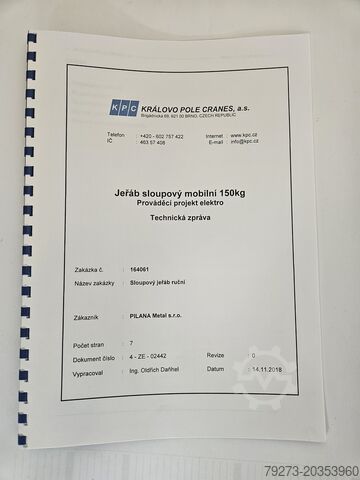 KPC KRÁLOVO POLE CRANES, a.s.
Brigádnická 69, 621 00 BRNO, CZECH REPUBLIC
Telefon : +420 - 602 757 422 Internet : www.kpc.cz
IČ : 463 57 408 E-mail : info@kpc.cz
Jeřáb sloupový mobilní 150kg
Prováděcí projekt elektro
Technická zpráva
Zakázka č. : 164061
Název zakázky : Sloupový jeřáb ruční
Zákazník : PILANA Metal s.r.o.
Počet stran : 7
Dokument číslo : 4 - ZE - 02442 Revize : 0
Vypracoval : Ing. Oldřich Daňhel Datum : 14.11.2018
79273-20353960